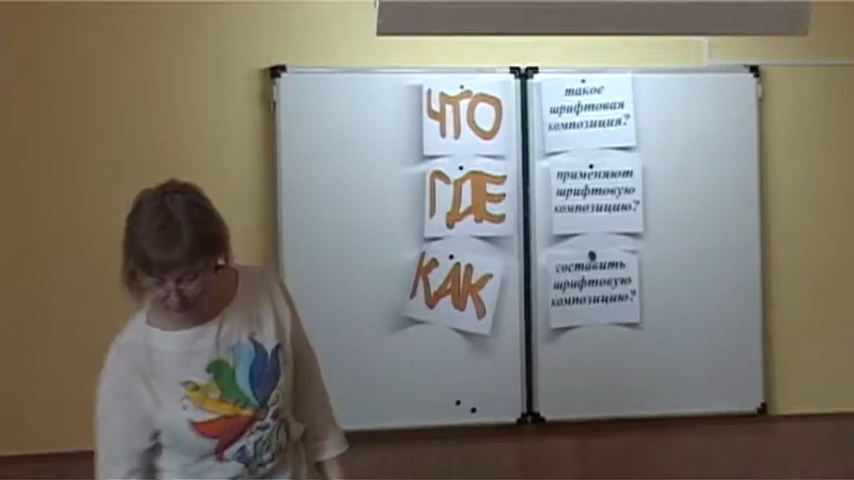 ЧТО
такое
шрифтовая
композиция?
ГДЕ
применяют
шрифтовую
композицию?
КАК
составить
шрифтовую
композицию?